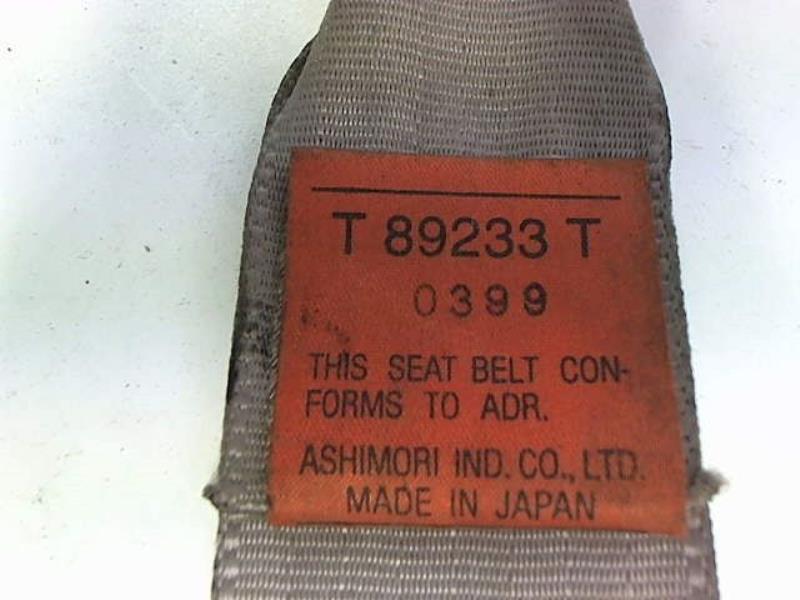 T 89233 T
0399
THIS SEAT BELT CON-
FORMS TO ADR.
ASHIMORI IND. CO., LTD.
MADE IN JAPAN